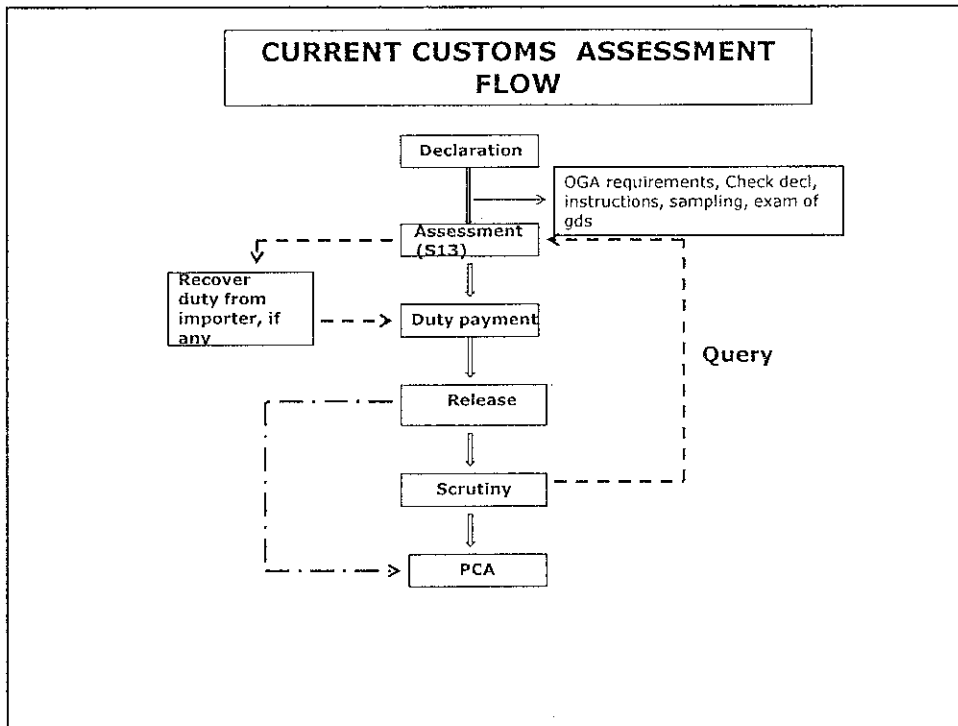 CURRENT CUSTOMS ASSESSMENT
FLOW
Declaration
OGA requirements, Check decl,
instructions, sampling, exam of
gds
Assessment
(S13)
Recover
duty from
importer, if
any
Duty payment
Query
Release
Scrutiny
PCA